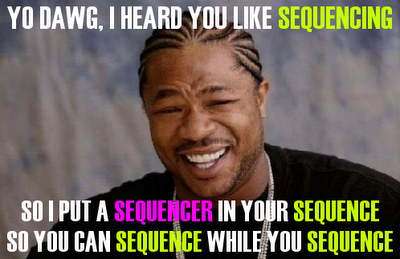 YO DAWG, I HEARD YOU LIKE SEQUENCING
SO I PUT A SEQUENCER IN YOUR SEQUENCE
SO YOU CAN SEQUENCE WHILE YOU SEQUENCE